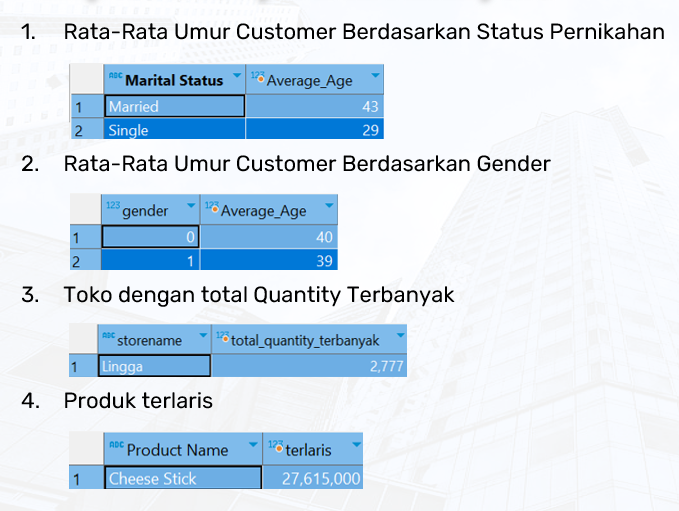 1. Rata-Rata Umur Customer Berdasarkan Status Pernikahan
ABC Marital Status 123 Average_Age
1 Married 43
2 Single 29
2. Rata-Rata Umur Customer Berdasarkan Gender
123 gender 123 Average_Age
1 0 40
2 1 39
3. Toko dengan total Quantity Terbanyak
ABC storename 123 total_quantity_terbanyak
1 Lingga 2,777
4. Produk terlaris
ABC Product Name 123 terlaris
1 Cheese Stick 27,615,000